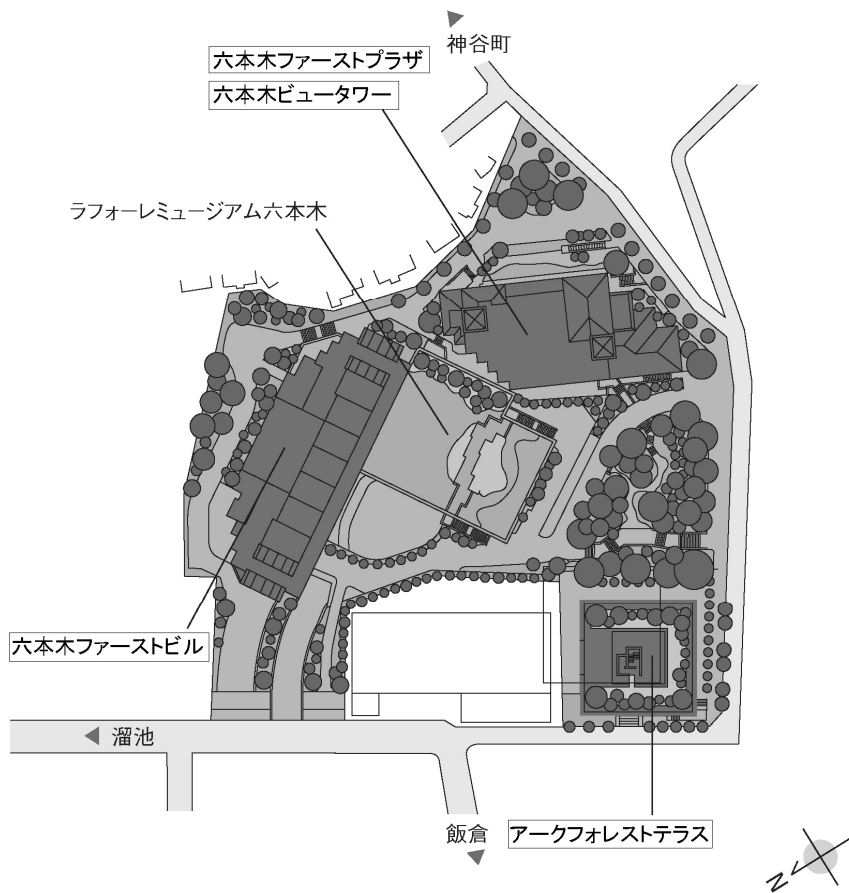 神谷町
六本木ファーストプラザ
六本木ビュータワー
ラフォーレミュージアム六本木
六本木ファーストビル
溜池
飯倉
アークフォレストテラス
N